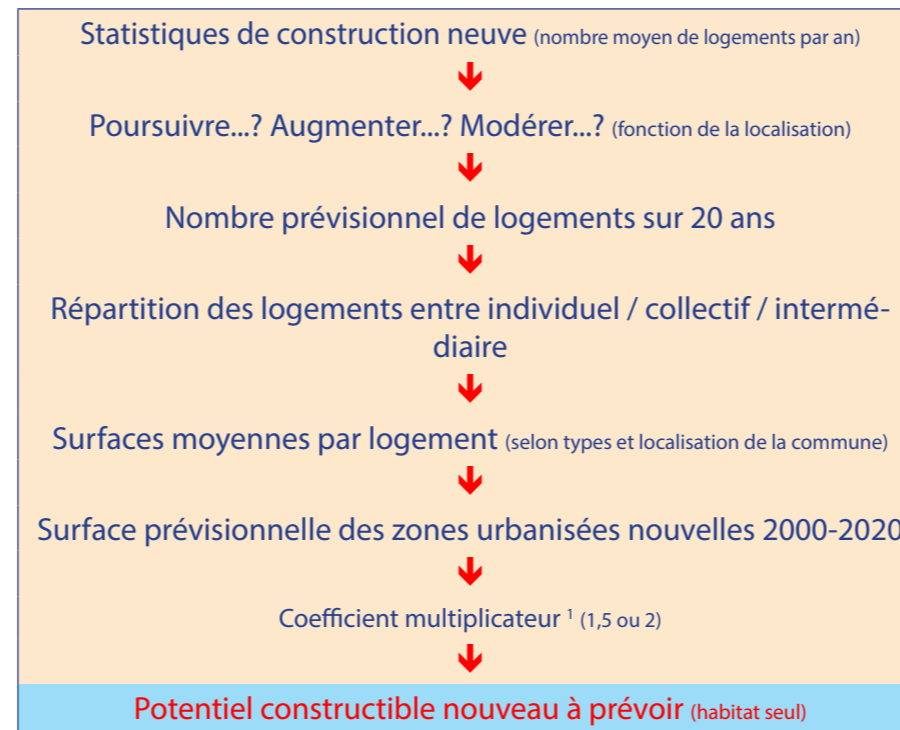 Statistiques de construction neuve (nombre moyen de logements par an)
Poursuivre...? Augmenter...? Modérer...? (fonction de la localisation)
Nombre prévisionnel de logements sur 20 ans
Répartition des logements entre individuel / collectif / intermé-
diaire
Surfaces moyennes par logement (selon types et localisation de la commune)
Surface prévisionnelle des zones urbanisées nouvelles 2000-2020
Coefficient multiplicateur ¹ (1,5 ou 2)
Potentiel constructible nouveau à prévoir (habitat seul)